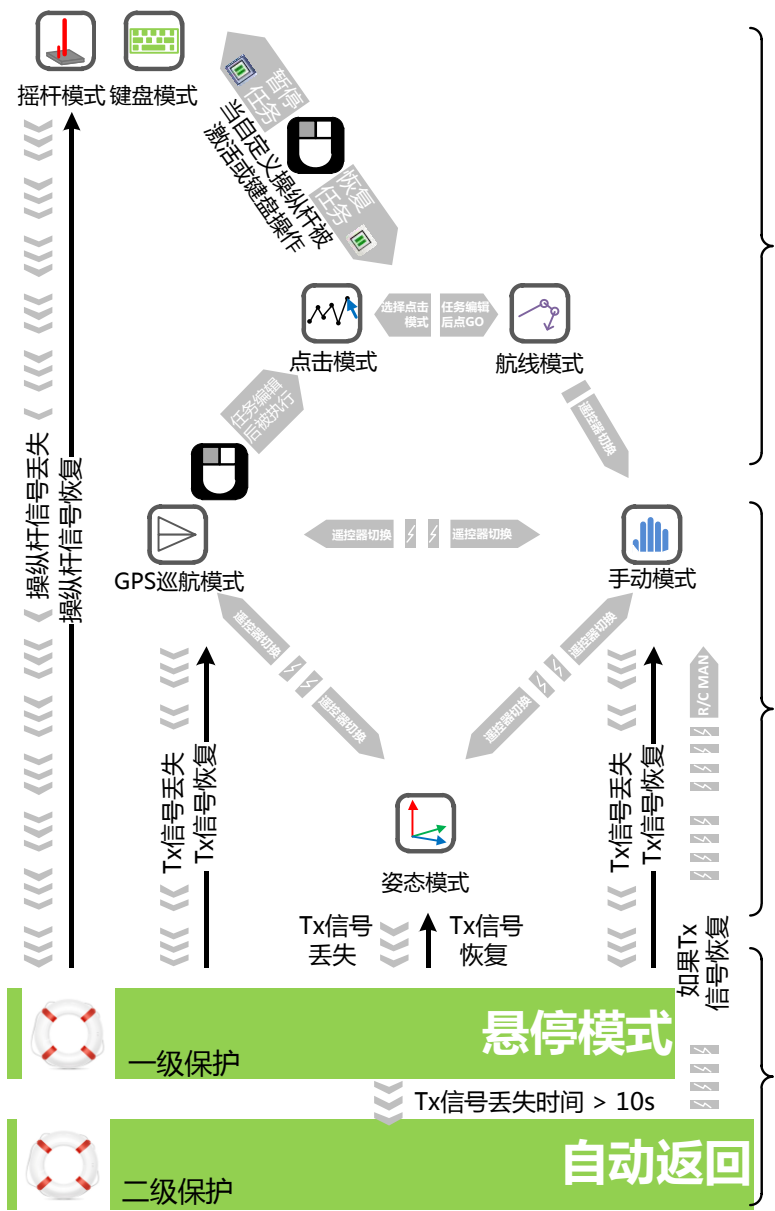 摇杆模式 键盘模式
暂停
任务
当自定义操纵杆被
激活或键盘操作
恢复
任务
选择点击
模式
任务编辑
后点GO
点击模式
航线模式
任务编辑
后被执行
遥控器切换
操纵杆信号丢失
操纵杆信号恢复
遥控器切换
遥控器切换
GPS巡航模式
手动模式
遥控器切换
遥控器切换
遥控器切换
遥控器切换
R/C MAN
Tx信号丢失
Tx信号恢复
Tx信号丢失
Tx信号恢复
姿态模式
Tx信号
丢失
Tx信号
恢复
如果Tx
信号恢复
悬停模式
一级保护
Tx信号丢失时间 > 10s
自动返回
二级保护